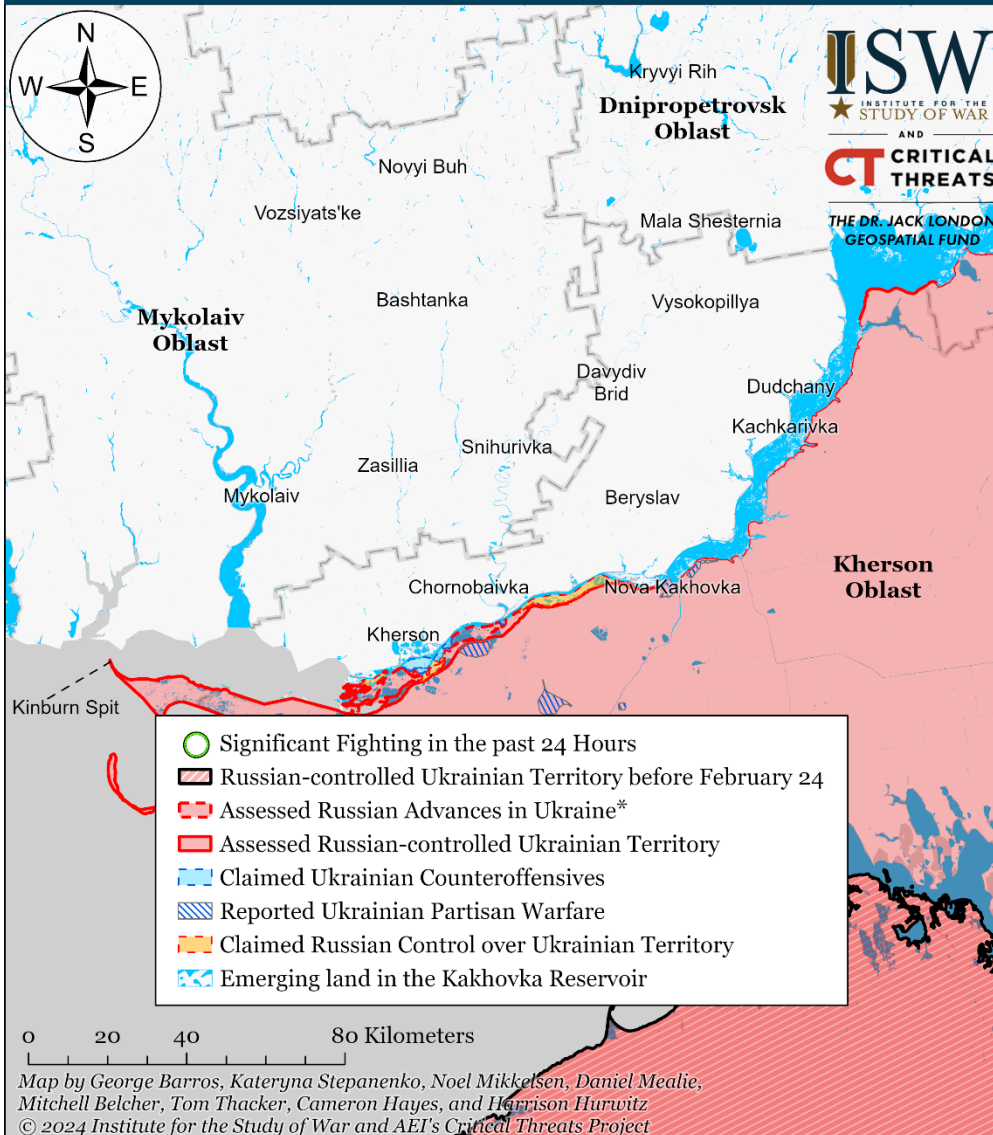 N
W E
S
Kryvyi Rih
Dnipropetrovsk
Oblast
ISW
INSTITUTE FOR THE
STUDY OF WAR
AND
CT CRITICAL
THREATS
THE DR. JACK LONDON
GEOSPATIAL FUND
Novyi Buh
Vozsiyats'ke
Mala Shesternia
Bashtanka
Vysokopillya
Mykolaiv
Oblast
Davydiv
Brid
Dudchany
Kachkarivka
Snihurivka
Zasillia
Mykolaiv
Beryslav
Kherson
Oblast
Chornobaivka
Nova Kakhovka
Kherson
Kinburn Spit
Significant Fighting in the past 24 Hours
Russian-controlled Ukrainian Territory before February 24
Assessed Russian Advances in Ukraine*
Assessed Russian-controlled Ukrainian Territory
Claimed Ukrainian Counteroffensives
Reported Ukrainian Partisan Warfare
Claimed Russian Control over Ukrainian Territory
Emerging land in the Kakhovka Reservoir
0 20 40 80 Kilometers
Map by George Barros, Kateryna Stepanenko, Noel Mikkelsen, Daniel Mealie,
Mitchell Belcher, Tom Thacker, Cameron Hayes, and Harrison Hurwitz
© 2024 Institute for the Study of War and AEI's Critical Threats Project